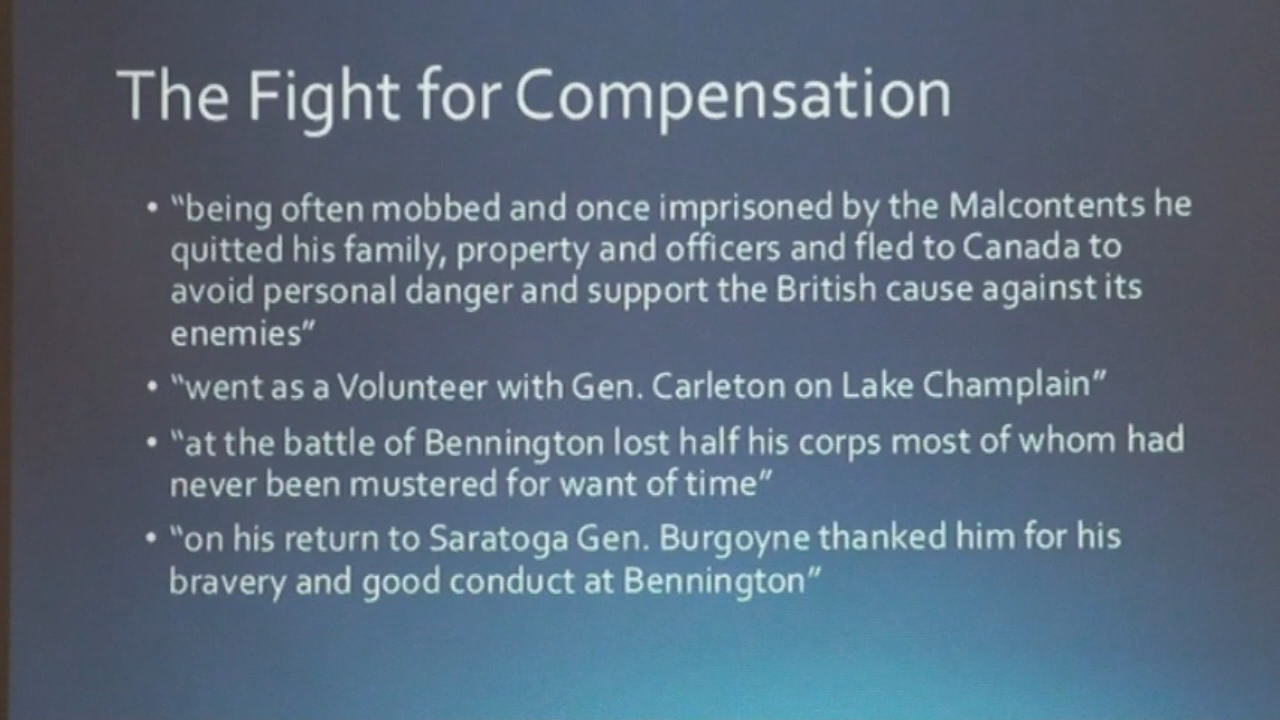 The Fight for Compensation
• “being often mobbed and once imprisoned by the Malcontents he
quitted his family, property and officers and fled to Canada to
avoid personal danger and support the British cause against its
enemies”
• “went as a Volunteer with Gen. Carleton on Lake Champlain”
• “at the battle of Bennington lost half his corps most of whom had
never been mustered for want of time”
• “on his return to Saratoga Gen. Burgoyne thanked him for his
bravery and good conduct at Bennington”